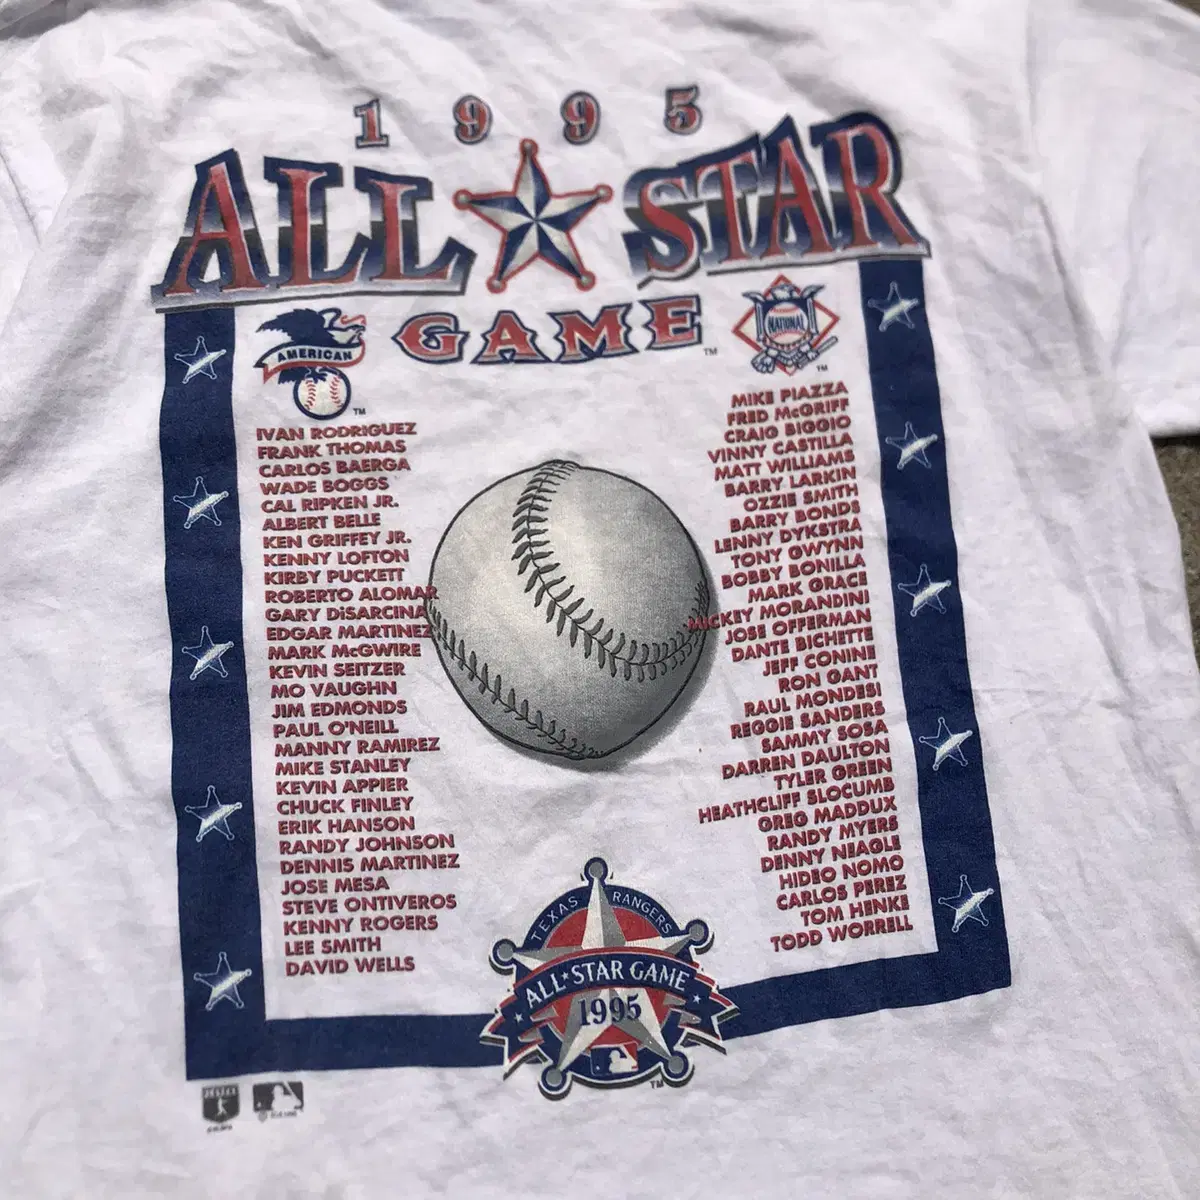 1995
ALL STAR
GAME
TM
AMERICAN
TM
IVAN RODRIGUEZ
FRANK THOMAS
CARLOS BAERGA
WADE BOGGS
CAL RIPKEN JR.
ALBERT BELLE
KEN GRIFFEY JR.
KENNY LOFTON
KIRBY PUCKETT
ROBERTO ALOMAR
GARY DiSARCINA
EDGAR MARTINEZ
MARK McGWIRE
KEVIN SEITZER
MO VAUGHN
JIM EDMONDS
PAUL O'NEILL
MANNY RAMIREZ
MIKE STANLEY
KEVIN APPIER
CHUCK FINLEY
ERIK HANSON
RANDY JOHNSON
DENNIS MARTINEZ
JOSE MESA
STEVE ONTIVEROS
KENNY ROGERS
LEE SMITH
DAVID WELLS
NATIONAL
TM
MIKE PIAZZA
FRED McGRIFF
CRAIG BIGGIO
VINNY CASTILLA
MATT WILLIAMS
BARRY LARKIN
OZZIE SMITH
BARRY BONDS
LENNY DYKSTRA
TONY GWYNN
BOBBY BONILLA
MARK GRACE
MICKEY MORANDINI
JOSE OFFERMAN
DANTE BICHETTE
JEFF CONINE
RON GANT
RAUL MONDESI
REGGIE SANDERS
SAMMY SOSA
DARREN DAULTON
TYLER GREEN
HEATHCLIFF SLOCUMB
GREG MADDUX
RANDY MYERS
DENNY NEAGLE
HIDEO NOMO
CARLOS PEREZ
TOM HENKE
TODD WORRELL
TEXAS RANGERS
ALL★STAR GAME
1995
TM